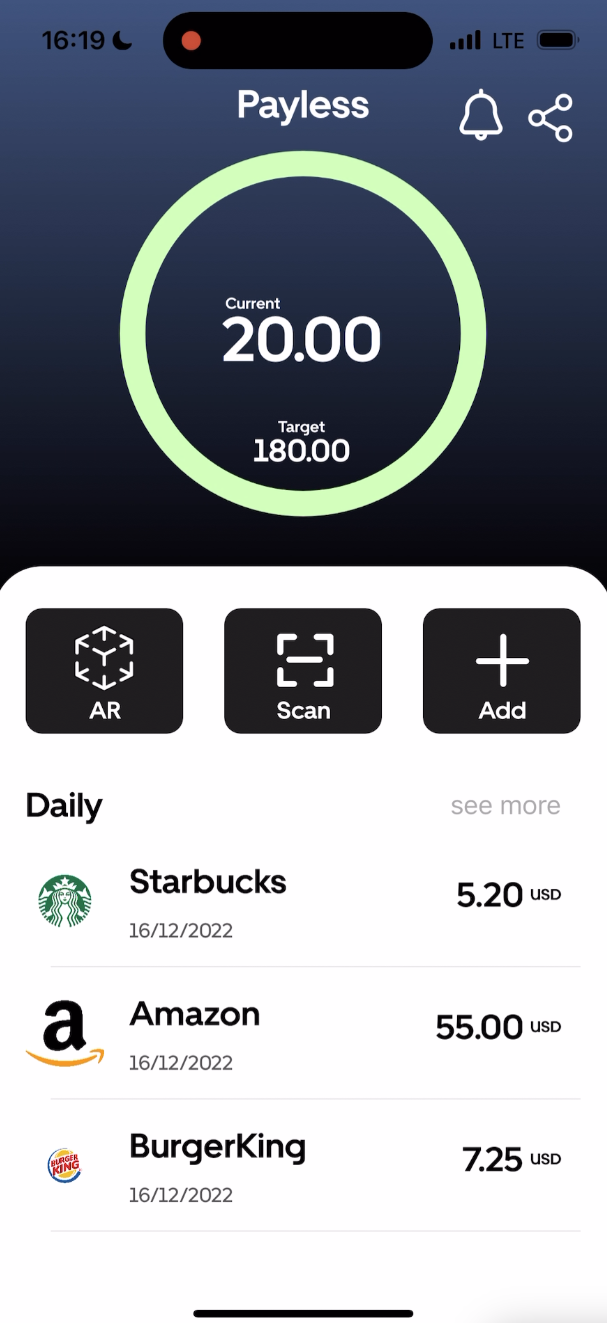 16:19 LTE
Payless
Current
20.00
Target
180.00
AR Scan Add
Daily see more
Starbucks 5.20 USD
16/12/2022
a Amazon 55.00 USD
16/12/2022
BURGER KING BurgerKing 7.25 USD
16/12/2022